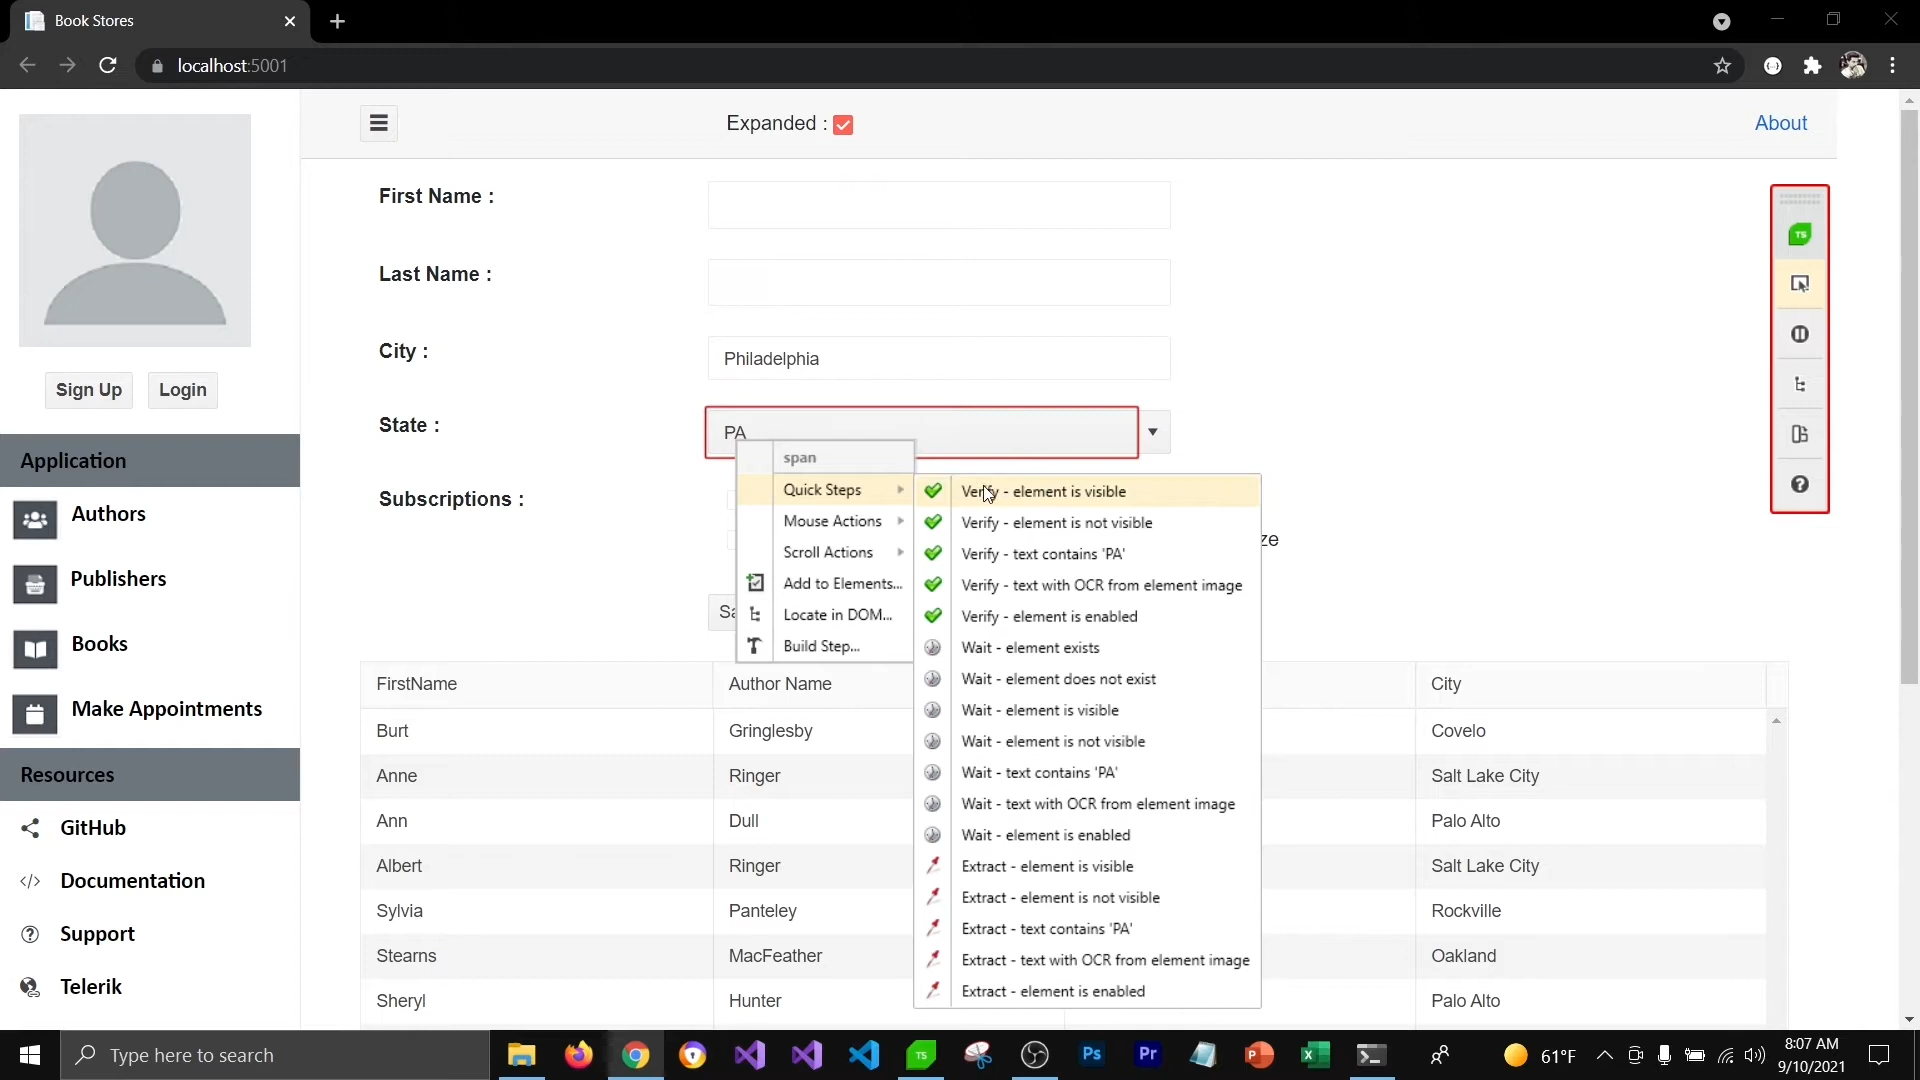 Book Stores
localhost:5001
Expanded :
About
First Name :
Last Name :
City :
Philadelphia
State :
PA
Subscriptions :
ze
Sa
Sign Up
Login
Application
Authors
Publishers
Books
Make Appointments
Resources
GitHub
Documentation
Support
Telerik
TS
span
Quick Steps
Mouse Actions
Scroll Actions
Add to Elements...
Locate in DOM...
Build Step...
Verify - element is visible
Verify - element is not visible
Verify - text contains 'PA'
Verify - text with OCR from element image
Verify - element is enabled
Wait - element exists
Wait - element does not exist
Wait - element is visible
Wait - element is not visible
Wait - text contains 'PA'
Wait - text with OCR from element image
Wait - element is enabled
Extract - element is visible
Extract - element is not visible
Extract - text contains 'PA'
Extract - text with OCR from element image
Extract - element is enabled
FirstName Author Name City
Burt Gringlesby Covelo
Anne Ringer Salt Lake City
Ann Dull Palo Alto
Albert Ringer Salt Lake City
Sylvia Panteley Rockville
Stearns MacFeather Oakland
Sheryl Hunter Palo Alto
Type here to search
TS
Ps
Pr
61°F
8:07 AM
9/10/2021